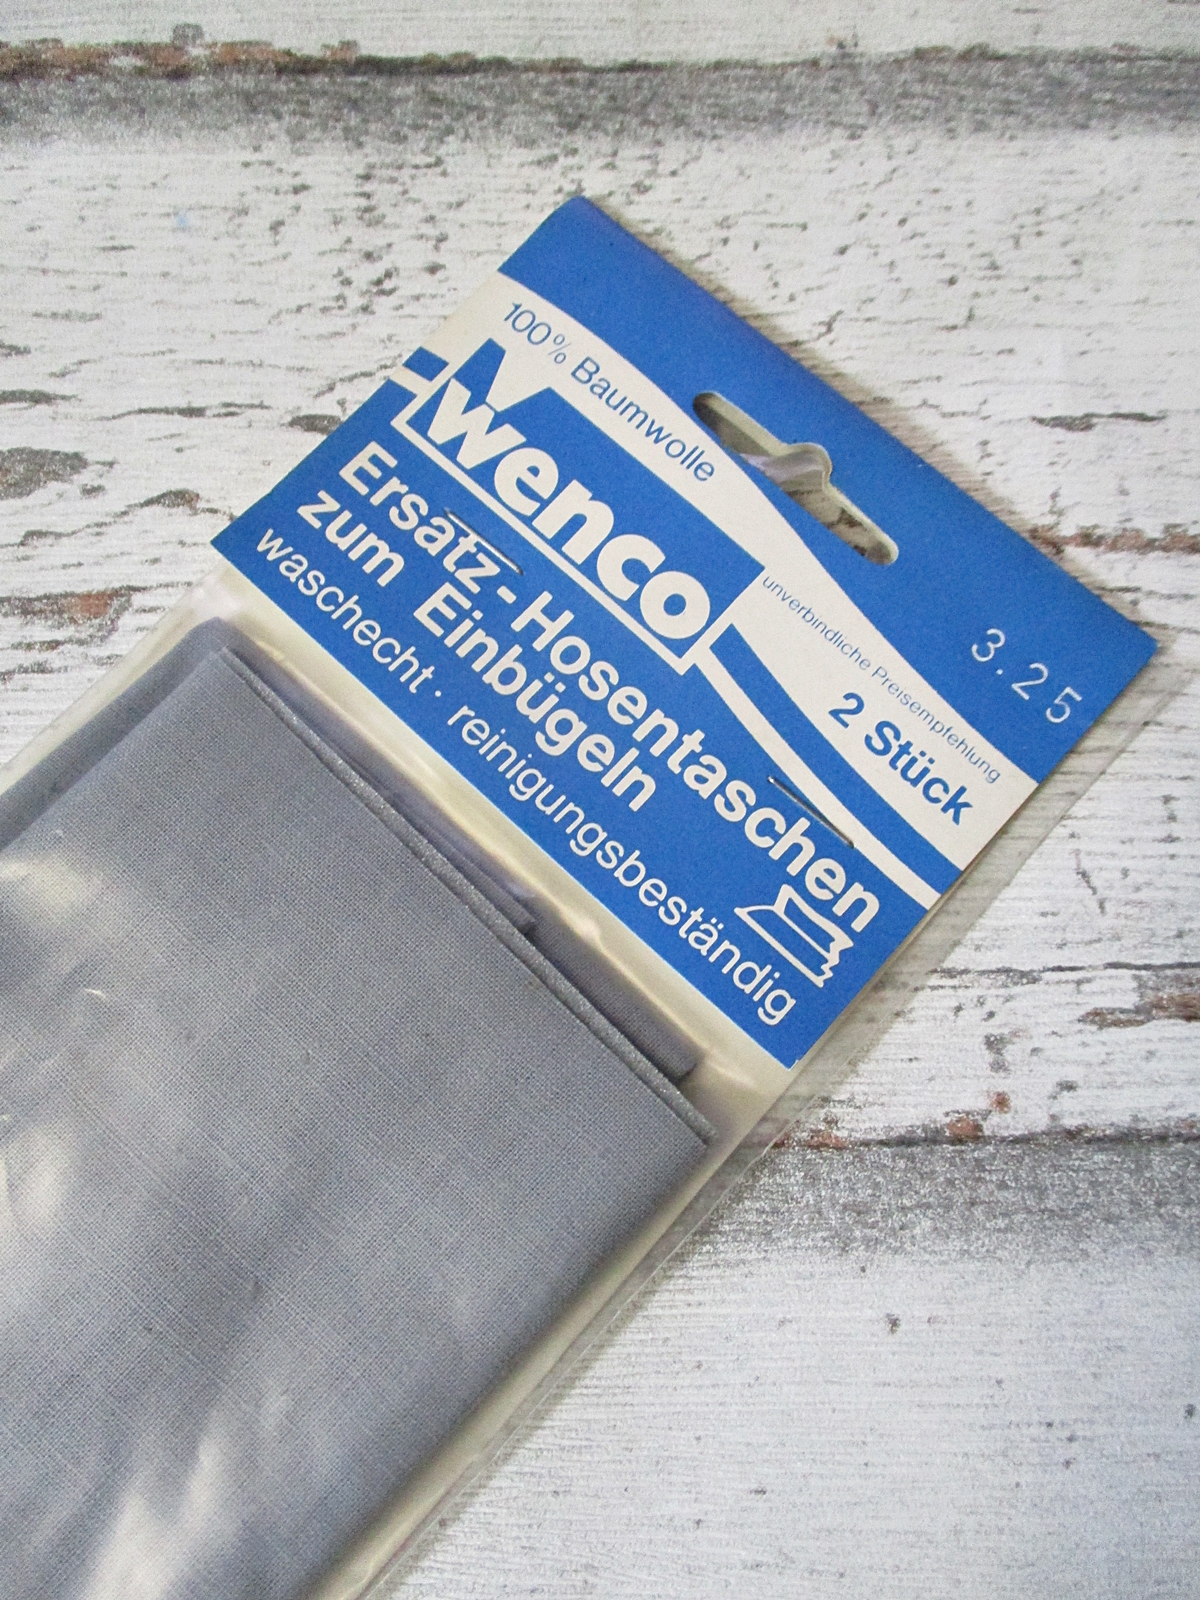 100% Baumwolle
wenco
unverbindliche Preisempfehlung
3.25
2 Stück
Ersatz-Hosentaschen
zum Einbügeln
waschecht · reinigungsbeständig